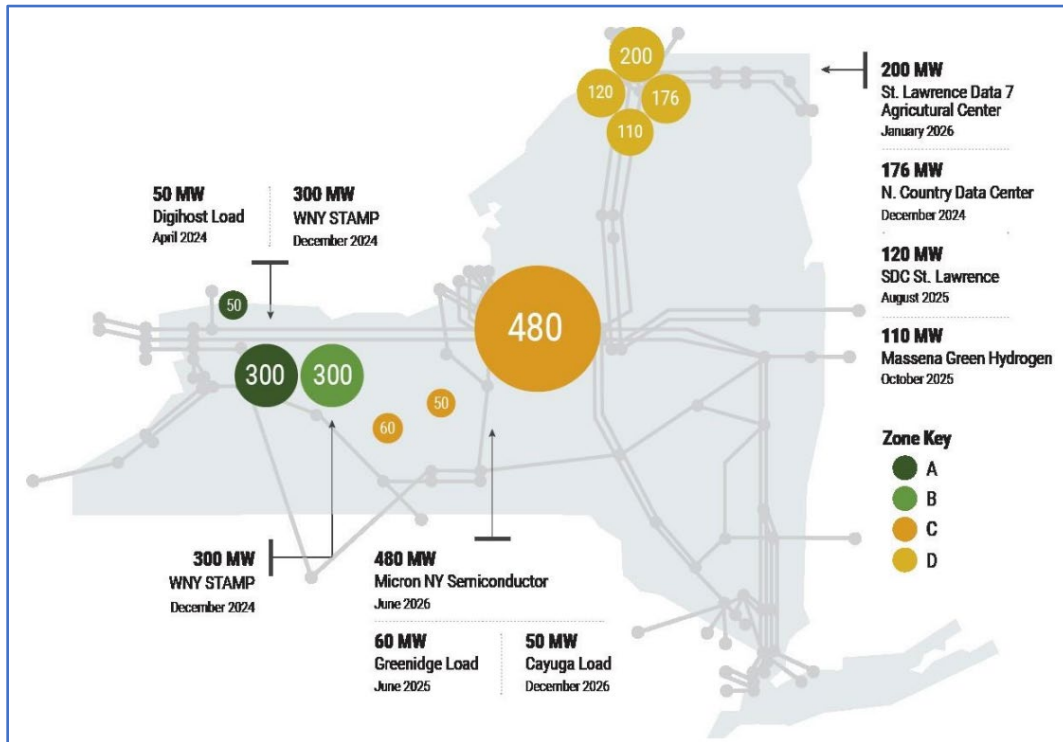 200
120
176
110
200 MW
St. Lawrence Data 7
Agricutural Center
January 2026
176 MW
N. Country Data Center
December 2024
120 MW
SDC St. Lawrence
August 2025
110 MW
Massena Green Hydrogen
October 2025
50 MW
Digihost Load
April 2024
300 MW
WNY STAMP
December 2024
50
480
300
300
50
60
Zone Key
A
B
C
D
300 MW
WNY STAMP
December 2024
480 MW
Micron NY Semiconductor
June 2026
60 MW
Greenidge Load
June 2025
50 MW
Cayuga Load
December 2026